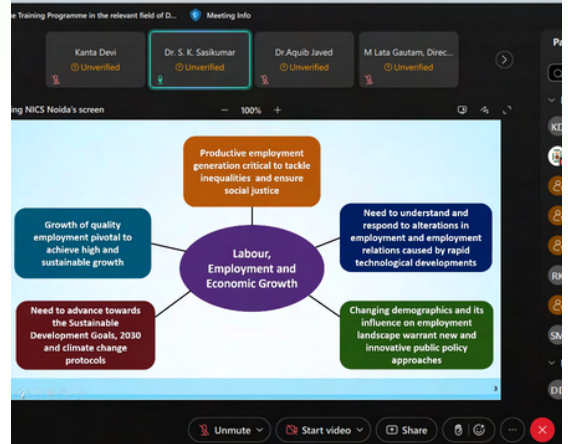 e Training Programme in the relevant field of D...
Meeting Info
Kanta Devi
Unverified
Dr. S. K. Sasikumar
Unverified
Dr.Aquib Javed
Unverified
M Lata Gautam, Direc...
Unverified
Pa
ng NICS Noida's screen
100%
Productive employment
generation critical to tackle
inequalities and ensure
social justice
Growth of quality
employment pivotal to
achieve high and
sustainable growth
Need to understand and
respond to alterations in
employment and employment
relations caused by rapid
technological developments
Labour,
Employment and
Economic Growth
Need to advance towards
the Sustainable
Development Goals, 2030
and climate change
protocols
Changing demographics and its
influence on employment
landscape warrant new and
innovative public policy
approaches
3
KD
RK
SM
DD
Unmute
Start video
Share